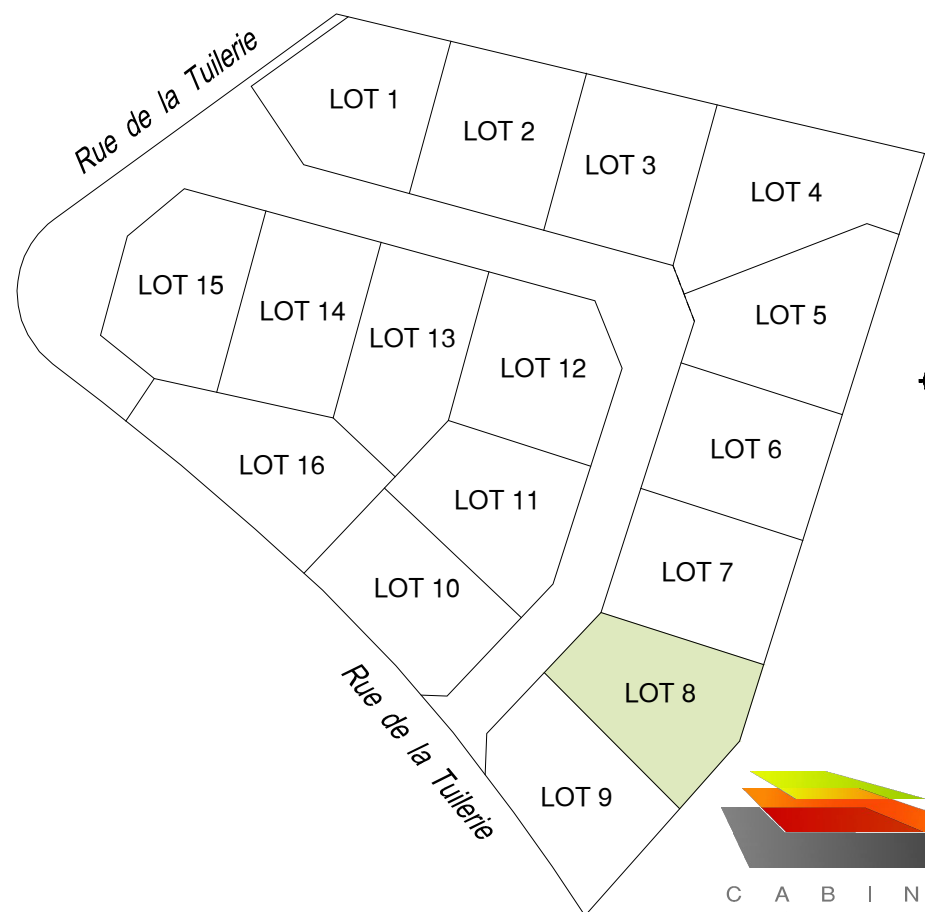 Rue de la Tuilerie
LOT 1
LOT 2
LOT 3
LOT 4
LOT 15
LOT 14
LOT 13
LOT 12
LOT 5
LOT 6
LOT 16
LOT 11
LOT 10
LOT 7
LOT 8
LOT 9
Rue de la Tuilerie
C A B I N